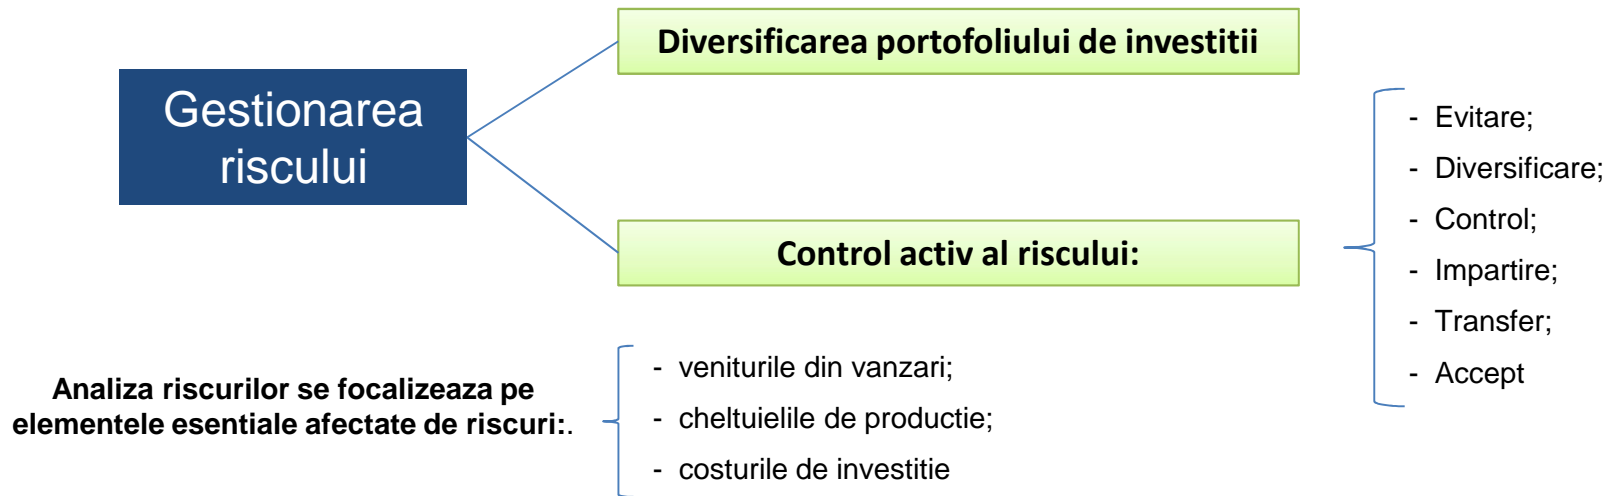 Diversificarea portofoliului de investitii
Gestionarea
riscului
Control activ al riscului:
- Evitare;
- Diversificare;
- Control;
- Impartire;
- Transfer;
- Accept
Analiza riscurilor se focalizeaza pe
elementele esentiale afectate de riscuri:.
- veniturile din vanzari;
- cheltuielile de productie;
- costurile de investitie